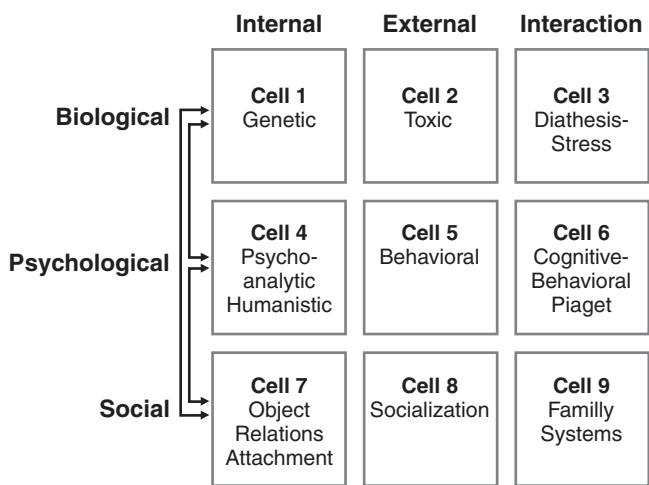 Internal External Interaction
Biological
Cell 1
Genetic
Cell 2
Toxic
Cell 3
Diathesis-
Stress
Psychological
Cell 4
Psycho-
analytic
Humanistic
Cell 5
Behavioral
Cell 6
Cognitive-
Behavioral
Piaget
Social
Cell 7
Object
Relations
Attachment
Cell 8
Socialization
Cell 9
Familly
Systems